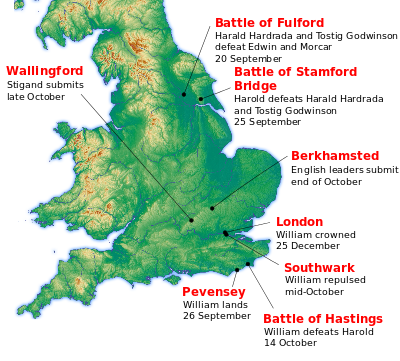 Battle of Fulford
Harald Hardrada and Tostig Godwinson
defeat Edwin and Morcar
20 September
Wallingford
Stigand submits
late October
Battle of Stamford
Bridge
Harold defeats Harald Hardrada
and Tostig Godwinson
25 September
Berkhamsted
English leaders submit
end of October
London
William crowned
25 December
Southwark
William repulsed
mid-October
Pevensey
William lands
26 September
Battle of Hastings
William defeats Harold
14 October